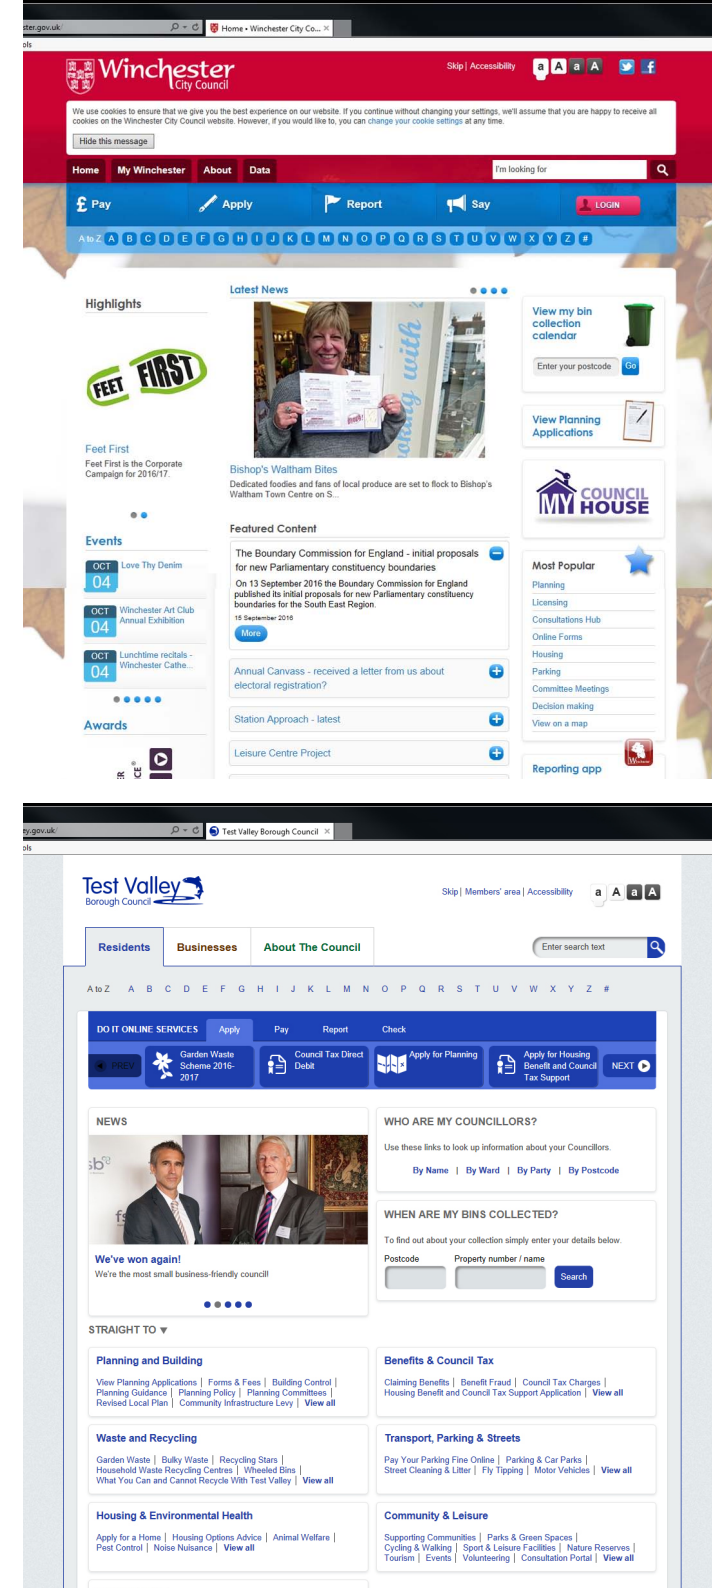 ster.gov.uk/
Home • Winchester City Co...
ols
Winchester
City Council
Skip | Accessibility
a A a A
We use cookies to ensure that we give you the best experience on our website. If you continue without changing your settings, we'll assume that you are happy to receive all
cookies on the Winchester City Council website. However, if you would like to, you can change your cookie settings at any time.
Hide this message
Home My Winchester About Data
I'm looking for
£ Pay Apply Report Say LOGIN
A to Z A B C D E F G H I J K L M N O P Q R S T U V W X Y Z #
Highlights
FEET FIRST
Feet First
Feet First is the Corporate
Campaign for 2016/17.
Events
OCT
04
Love Thy Denim
OCT
04
Winchester Art Club
Annual Exhibition
OCT
04
Lunchtime recitals -
Winchester Cathe...
Awards
Latest News
Bishop's Waltham Bites
Dedicated foodies and fans of local produce are set to flock to Bishop's
Waltham Town Centre on S...
Featured Content
The Boundary Commission for England - initial proposals
for new Parliamentary constituency boundaries
On 13 September 2016 the Boundary Commission for England
published its initial proposals for new Parliamentary constituency
boundaries for the South East Region.
15 September 2016
More
Annual Canvass - received a letter from us about
electoral registration?
Station Approach - latest
Leisure Centre Project
View my bin
collection
calendar
Enter your postcode
Go
View Planning
Applications
MY COUNCIL
HOUSE
Most Popular
Planning
Licensing
Consultations Hub
Online Forms
Housing
Parking
Committee Meetings
Decision making
View on a map
Reporting app
ey.gov.uk/
Test Valley Borough Council
ols
Test Valley
Borough Council
Skip | Members' area | Accessibility
a A a A
Residents Businesses About The Council
Enter search text
A to Z A B C D E F G H I J K L M N O P Q R S T U V W X Y Z #
DO IT ONLINE SERVICES Apply Pay Report Check
PREV
Garden Waste
Scheme 2016-
2017
Council Tax Direct
Debit
Apply for Planning
Apply for Housing
Benefit and Council
Tax Support
NEXT
NEWS
We've won again!
We're the most small business-friendly council!
WHO ARE MY COUNCILLORS?
Use these links to look up information about your Councillors.
By Name | By Ward | By Party | By Postcode
WHEN ARE MY BINS COLLECTED?
To find out about your collection simply enter your details below.
Postcode Property number / name
Search
STRAIGHT TO ▼
Planning and Building
View Planning Applications | Forms & Fees | Building Control |
Planning Guidance | Planning Policy | Planning Committees |
Revised Local Plan | Community Infrastructure Levy | View all
Benefits & Council Tax
Claiming Benefits | Benefit Fraud | Council Tax Charges |
Housing Benefit and Council Tax Support Application | View all
Waste and Recycling
Garden Waste | Bulky Waste | Recycling Stars |
Household Waste Recycling Centres | Wheeled Bins |
What You Can and Cannot Recycle With Test Valley | View all
Transport, Parking & Streets
Pay Your Parking Fine Online | Parking & Car Parks |
Street Cleaning & Litter | Fly Tipping | Motor Vehicles | View all
Housing & Environmental Health
Apply for a Home | Housing Options Advice | Animal Welfare |
Pest Control | Noise Nuisance | View all
Community & Leisure
Supporting Communities | Parks & Green Spaces |
Cycling & Walking | Sport & Leisure Facilities | Nature Reserves |
Tourism | Events | Volunteering | Consultation Portal | View all